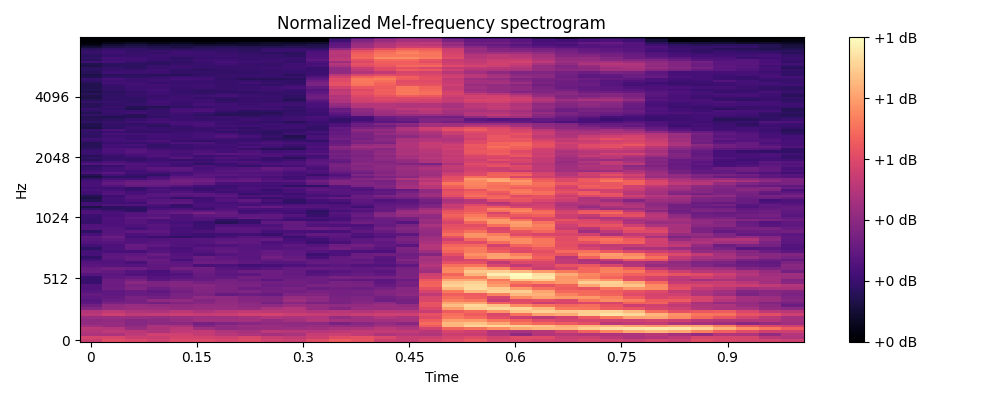 Normalized Mel-frequency spectrogram
+1 dB
+1 dB
+1 dB
+0 dB
+0 dB
+0 dB
Hz
4096
2048
1024
512
0
0 0.15 0.3 0.45 0.6 0.75 0.9
Time